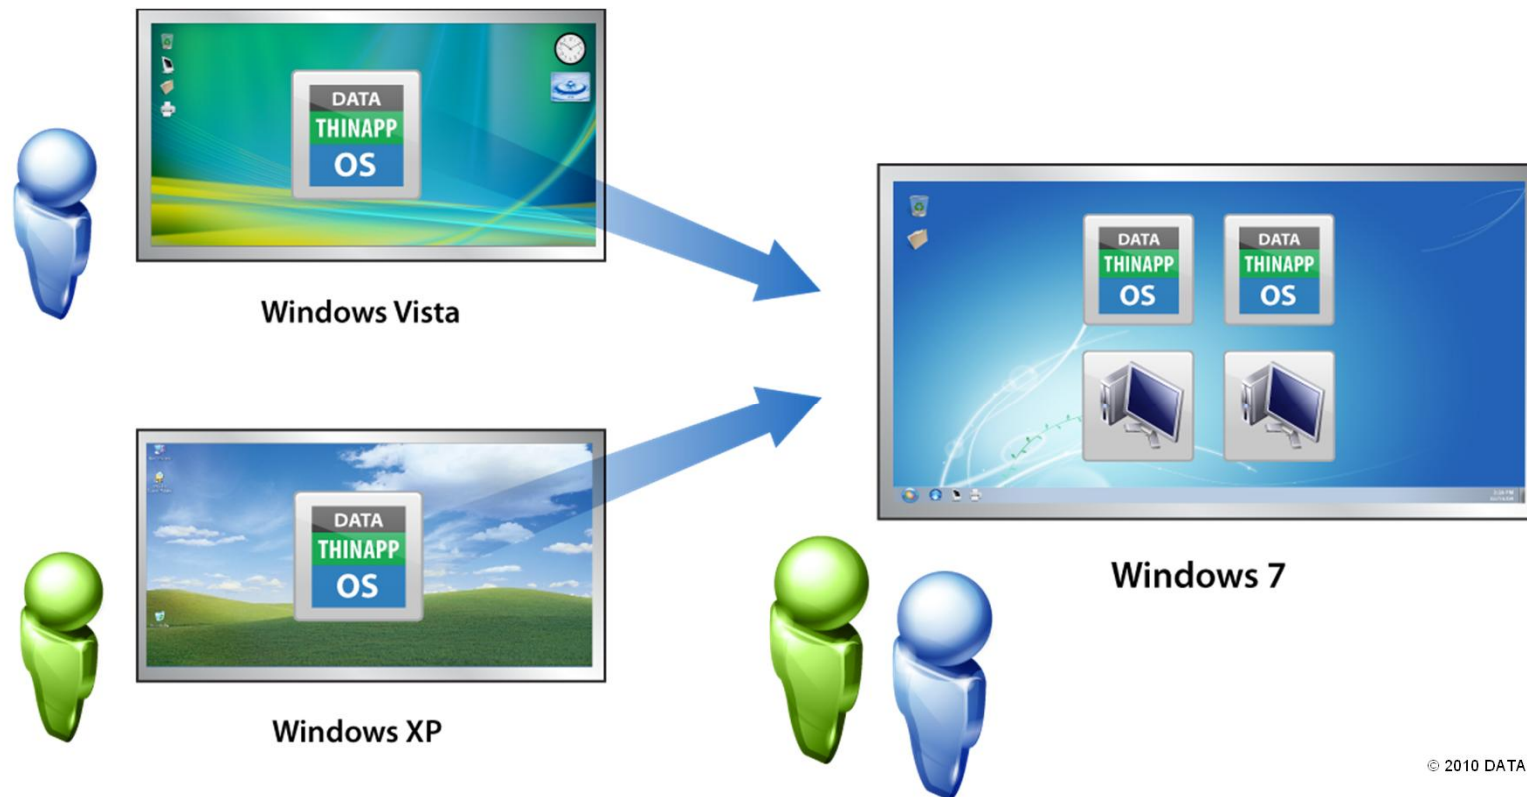 DATA
THINAPP
OS
Windows Vista
DATA
THINAPP
OS
Windows XP
DATA
THINAPP
OS
DATA
THINAPP
OS
Windows 7
© 2010 DATA